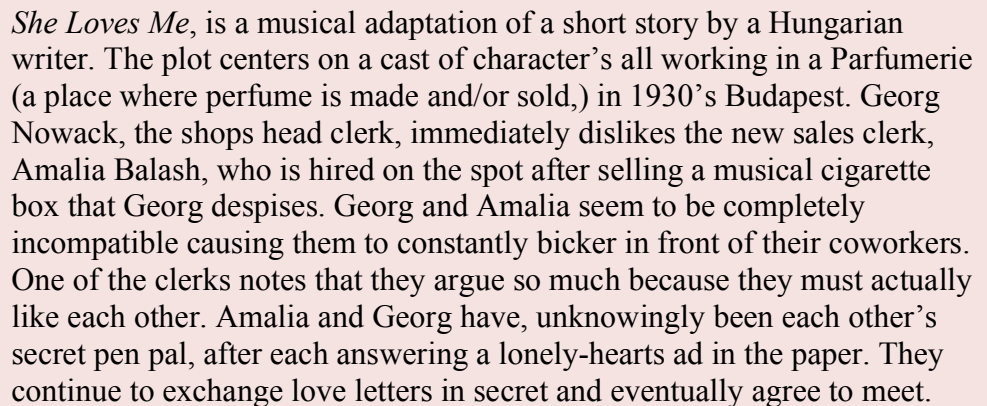 She Loves Me, is a musical adaptation of a short story by a Hungarian
writer. The plot centers on a cast of character’s all working in a Parfumerie
(a place where perfume is made and/or sold,) in 1930’s Budapest. Georg
Nowack, the shops head clerk, immediately dislikes the new sales clerk,
Amalia Balash, who is hired on the spot after selling a musical cigarette
box that Georg despises. Georg and Amalia seem to be completely
incompatible causing them to constantly bicker in front of their coworkers.
One of the clerks notes that they argue so much because they must actually
like each other. Amalia and Georg have, unknowingly been each other’s
secret pen pal, after each answering a lonely-hearts ad in the paper. They
continue to exchange love letters in secret and eventually agree to meet.